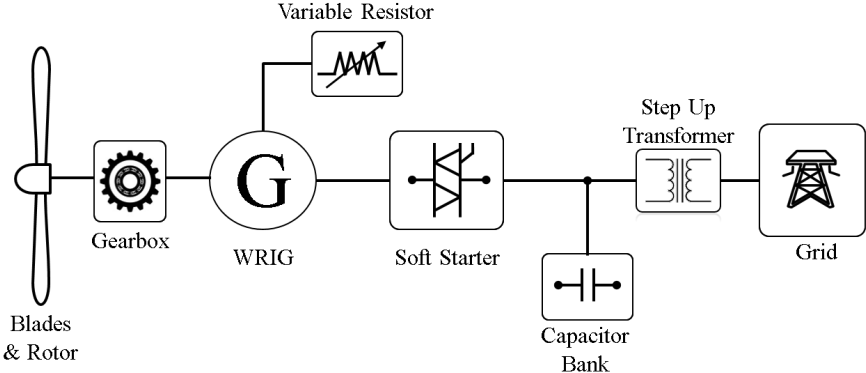 Variable Resistor
Step Up
Transformer
G
Gearbox
WRIG
Soft Starter
Grid
Blades
& Rotor
Capacitor
Bank